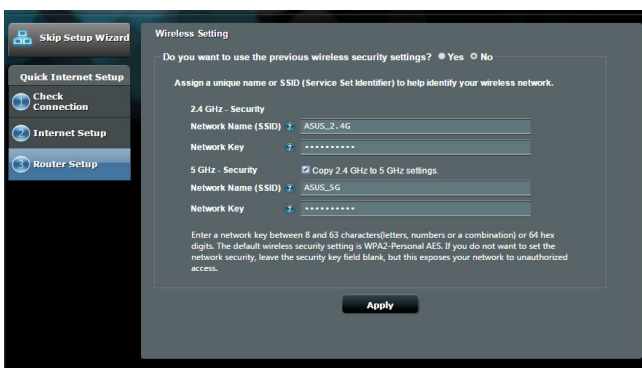 Skip Setup Wizard
Quick Internet Setup
1 Check
Connection
2 Internet Setup
3 Router Setup
Wireless Setting
Do you want to use the previous wireless security settings? Yes No
Assign a unique name or SSID (Service Set Identifier) to help identify your wireless network.
2.4 GHz - Security
Network Name (SSID) ? ASUS_2.4G
Network Key ? ••••••••••
5 GHz - Security Copy 2.4 GHz to 5 GHz settings.
Network Name (SSID) ? ASUS_5G
Network Key ? ••••••••••
Enter a network key between 8 and 63 characters(letters, numbers or a combination) or 64 hex
digits. The default wireless security setting is WPA2-Personal AES. If you do not want to set the
network security, leave the security key field blank, but this exposes your network to unauthorized
access.
Apply